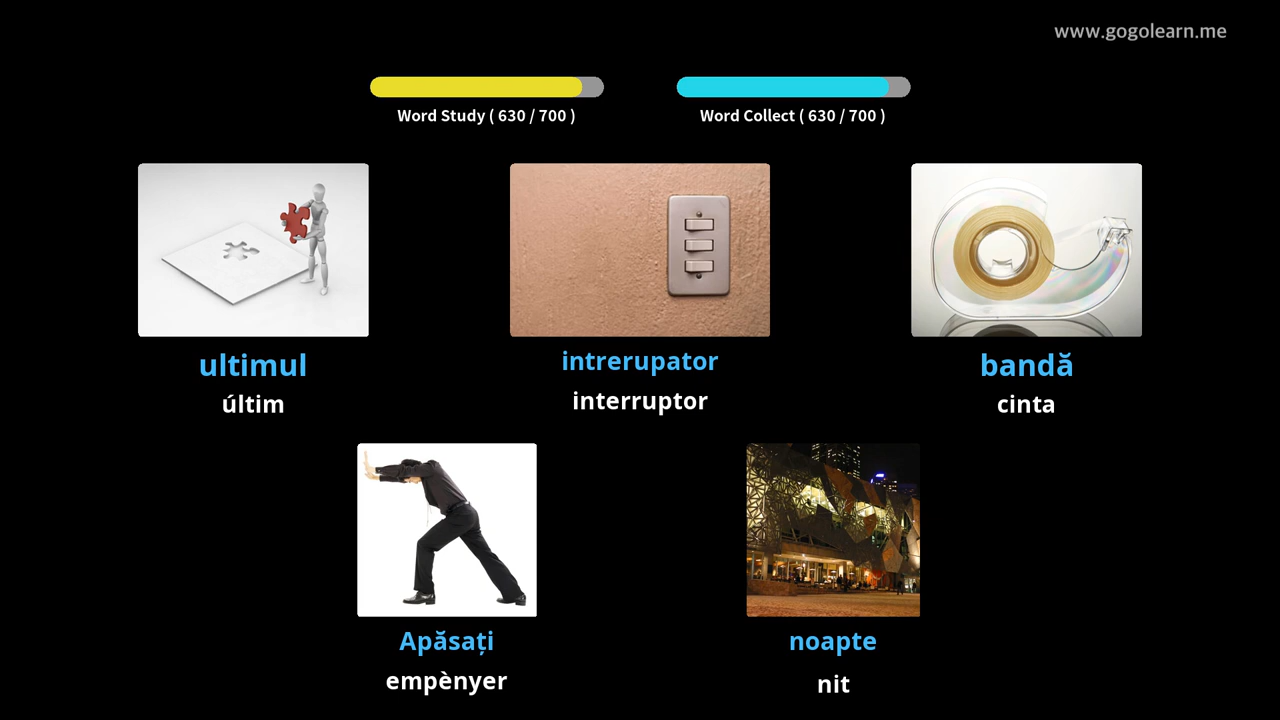 www.gogolearn.me
Word Study ( 630 / 700 )
Word Collect ( 630 / 700 )
ultimul
últim
intrerupator
interruptor
bandă
cinta
Apăsați
empènyer
noapte
nit